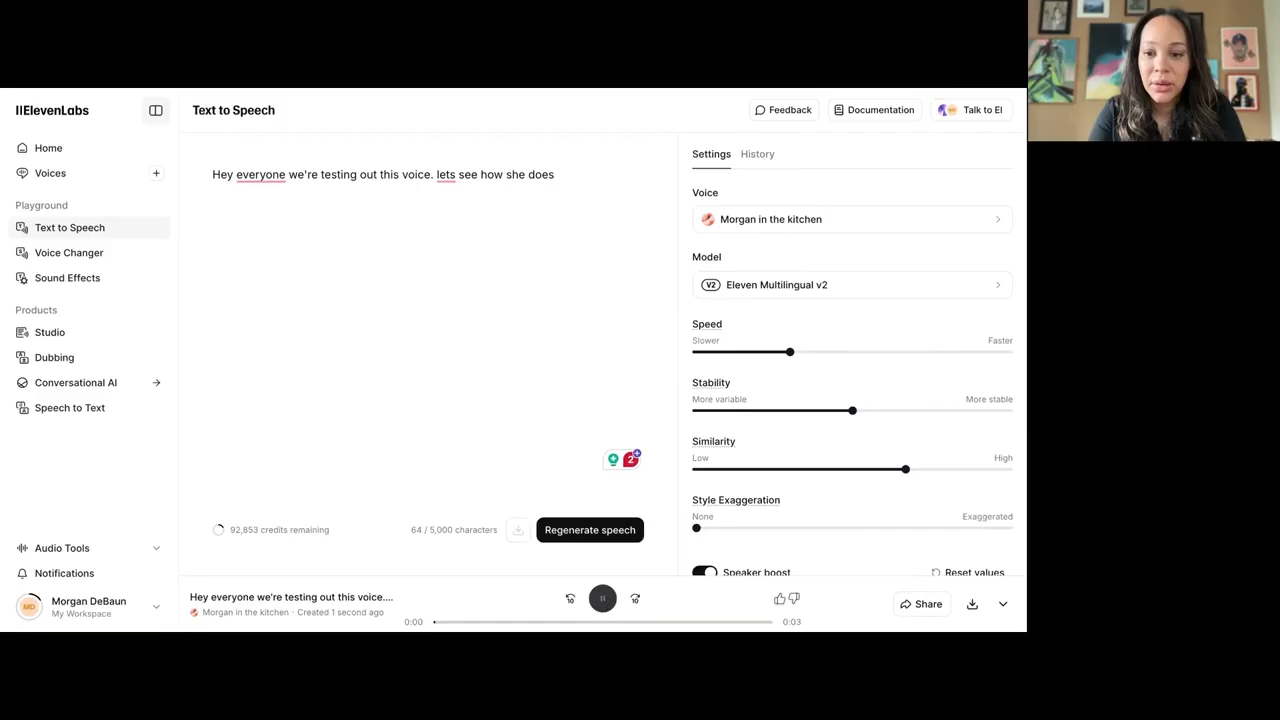 IIElevenLabs
Home
Voices
+
Playground
Text to Speech
Voice Changer
Sound Effects
Products
Studio
Dubbing
Conversational AI
Speech to Text
Audio Tools
Notifications
MD
Morgan DeBaun
My Workspace
Text to Speech
Feedback
Documentation
Talk to El
Hey everyone we're testing out this voice. lets see how she does
2
92,853 credits remaining
64 / 5,000 characters
Regenerate speech
Settings
History
Voice
Morgan in the kitchen
Model
V2 Eleven Multilingual v2
Speed
Slower
Faster
Stability
More variable
More stable
Similarity
Low
High
Style Exaggeration
None
Exaggerated
Speaker boost
Reset values
Hey everyone we're testing out this voice....
Morgan in the kitchen · Created 1 second ago
10
10
0:00
0:03
Share